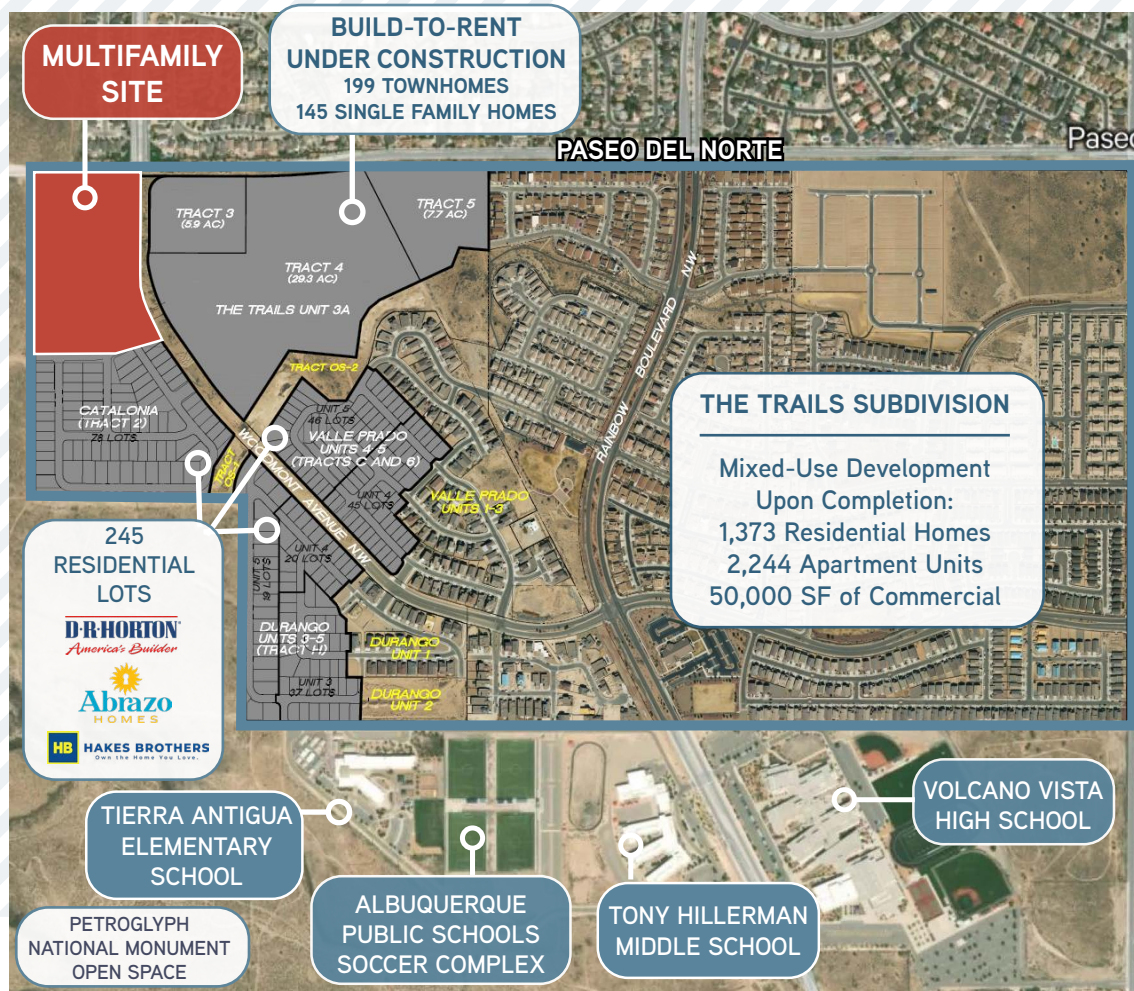 MULTIFAMILY
SITE
BUILD-TO-RENT
UNDER CONSTRUCTION
199 TOWNHOMES
145 SINGLE FAMILY HOMES
PASEO DEL NORTE
Paseo
TRACT 3
(5.9 AC)
TRACT 5
(7.7 AC)
TRACT 4
(29.3 AC)
THE TRAILS UNIT 3A
TRACT OS-2
CATALONIA
(TRACT 2)
78 LOTS
TRACT
OS-1
WOODMONT AVENUE N.W.
UNIT 5
46 LOTS
VALLE PRADO
UNITS 4-5
(TRACTS C AND 6)
UNIT 4
45 LOTS
VALLE PRADO
UNITS 1-3
UNIT 4
20 LOTS
UNIT 5
19 LOTS
DURANGO
UNITS 3-5
(TRACT H)
UNIT 3
37 LOTS
DURANGO
UNIT 1
DURANGO
UNIT 2
RAINBOW BOULEVARD N.W.
THE TRAILS SUBDIVISION
Mixed-Use Development
Upon Completion:
1,373 Residential Homes
2,244 Apartment Units
50,000 SF of Commercial
245
RESIDENTIAL
LOTS
D·R·HORTON
America's Builder
Abrazo
HOMES
HB HAKES BROTHERS
Own the Home You Love.
TIERRA ANTIGUA
ELEMENTARY
SCHOOL
ALBUQUERQUE
PUBLIC SCHOOLS
SOCCER COMPLEX
TONY HILLERMAN
MIDDLE SCHOOL
VOLCANO VISTA
HIGH SCHOOL
PETROGLYPH
NATIONAL MONUMENT
OPEN SPACE